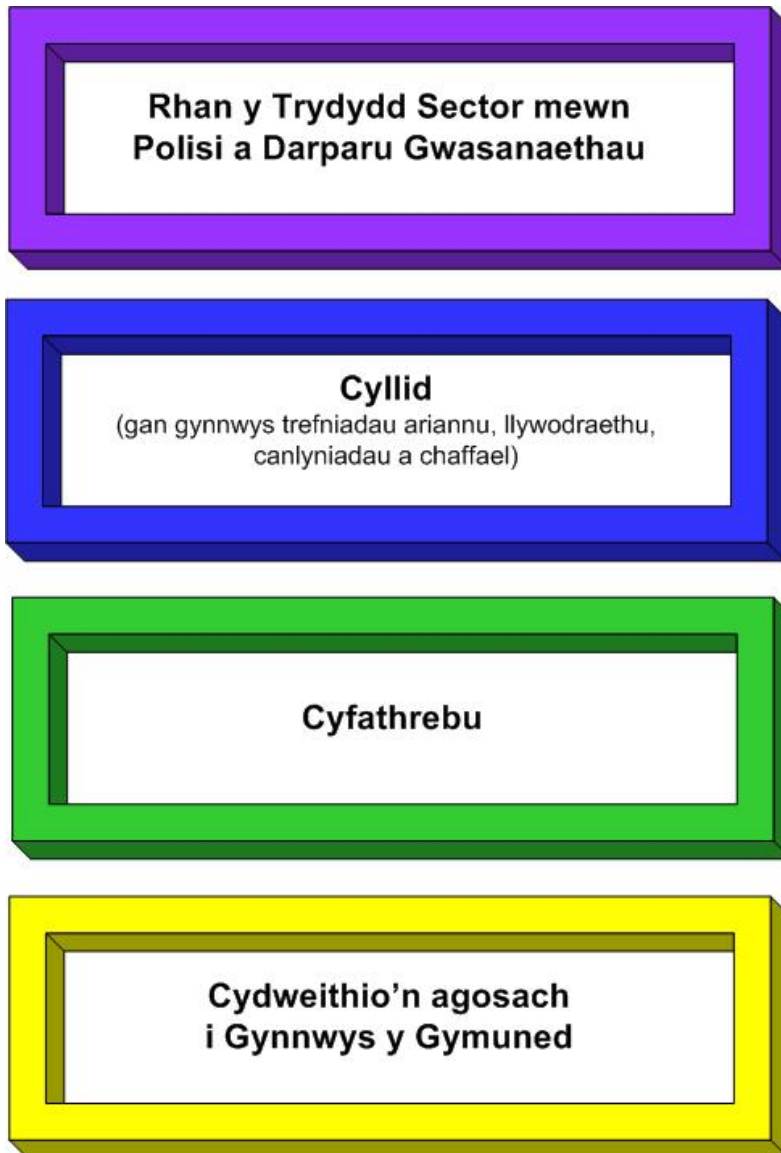 Rhan y Trydydd Sector mewn
Polisi a Darparu Gwasanaethau
Cyllid
(gan gynnwys trefniadau ariannu, llywodraethu,
canlyniadau a chaffael)
Cyfathrebu
Cydweithio'n agosach
i Gynnwys y Gymuned